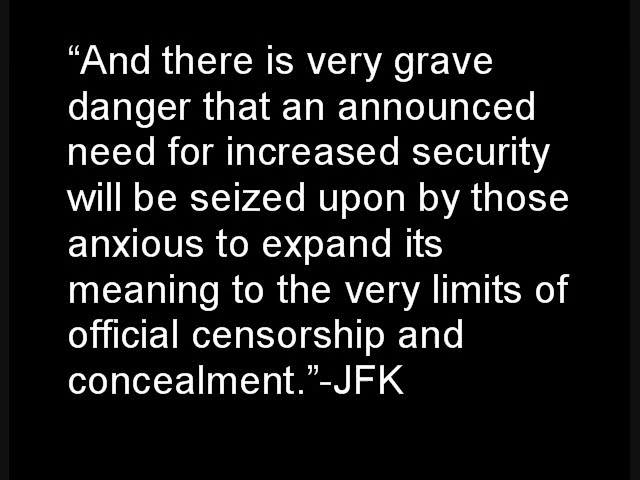 “And there is very grave
danger that an announced
need for increased security
will be seized upon by those
anxious to expand its
meaning to the very limits of
official censorship and
concealment.”-JFK